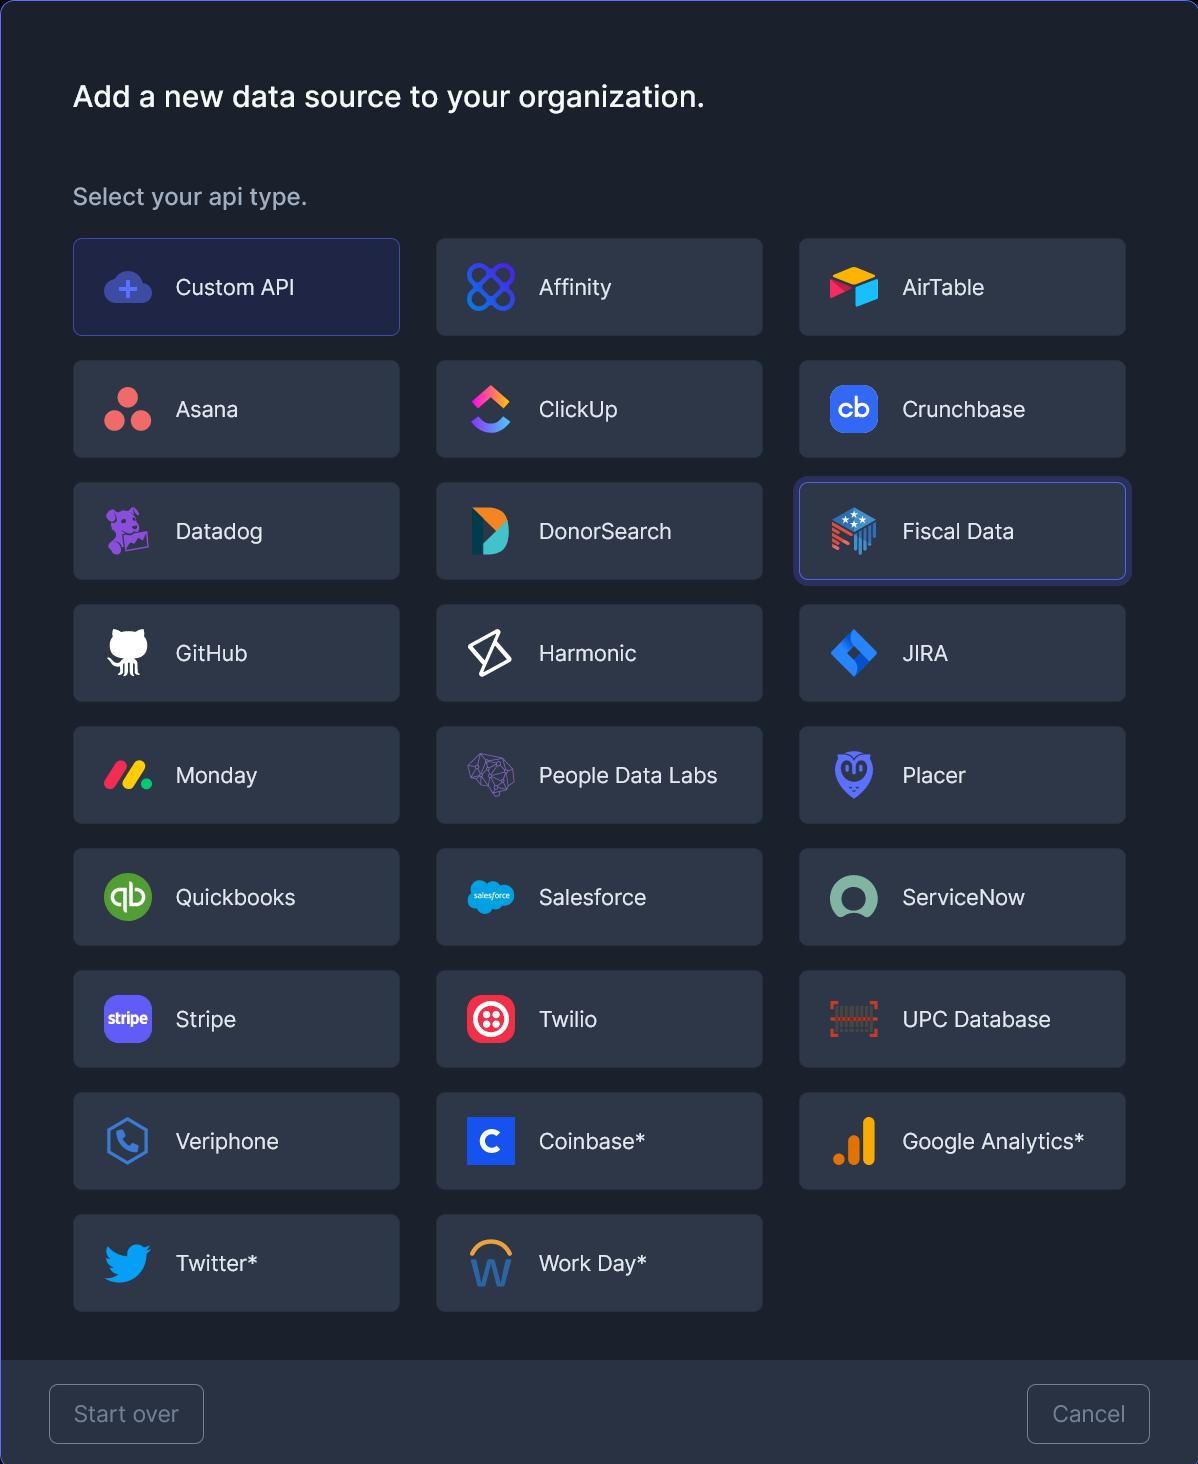 Add a new data source to your organization.
Select your api type.
Custom API
Affinity
AirTable
Asana
ClickUp
cb
Crunchbase
Datadog
DonorSearch
Fiscal Data
GitHub
Harmonic
JIRA
Monday
People Data Labs
Placer
qb
Quickbooks
salesforce
Salesforce
ServiceNow
stripe
Stripe
Twilio
UPC Database
Veriphone
C
Coinbase*
Google Analytics*
Twitter*
W
Work Day*
Start over
Cancel